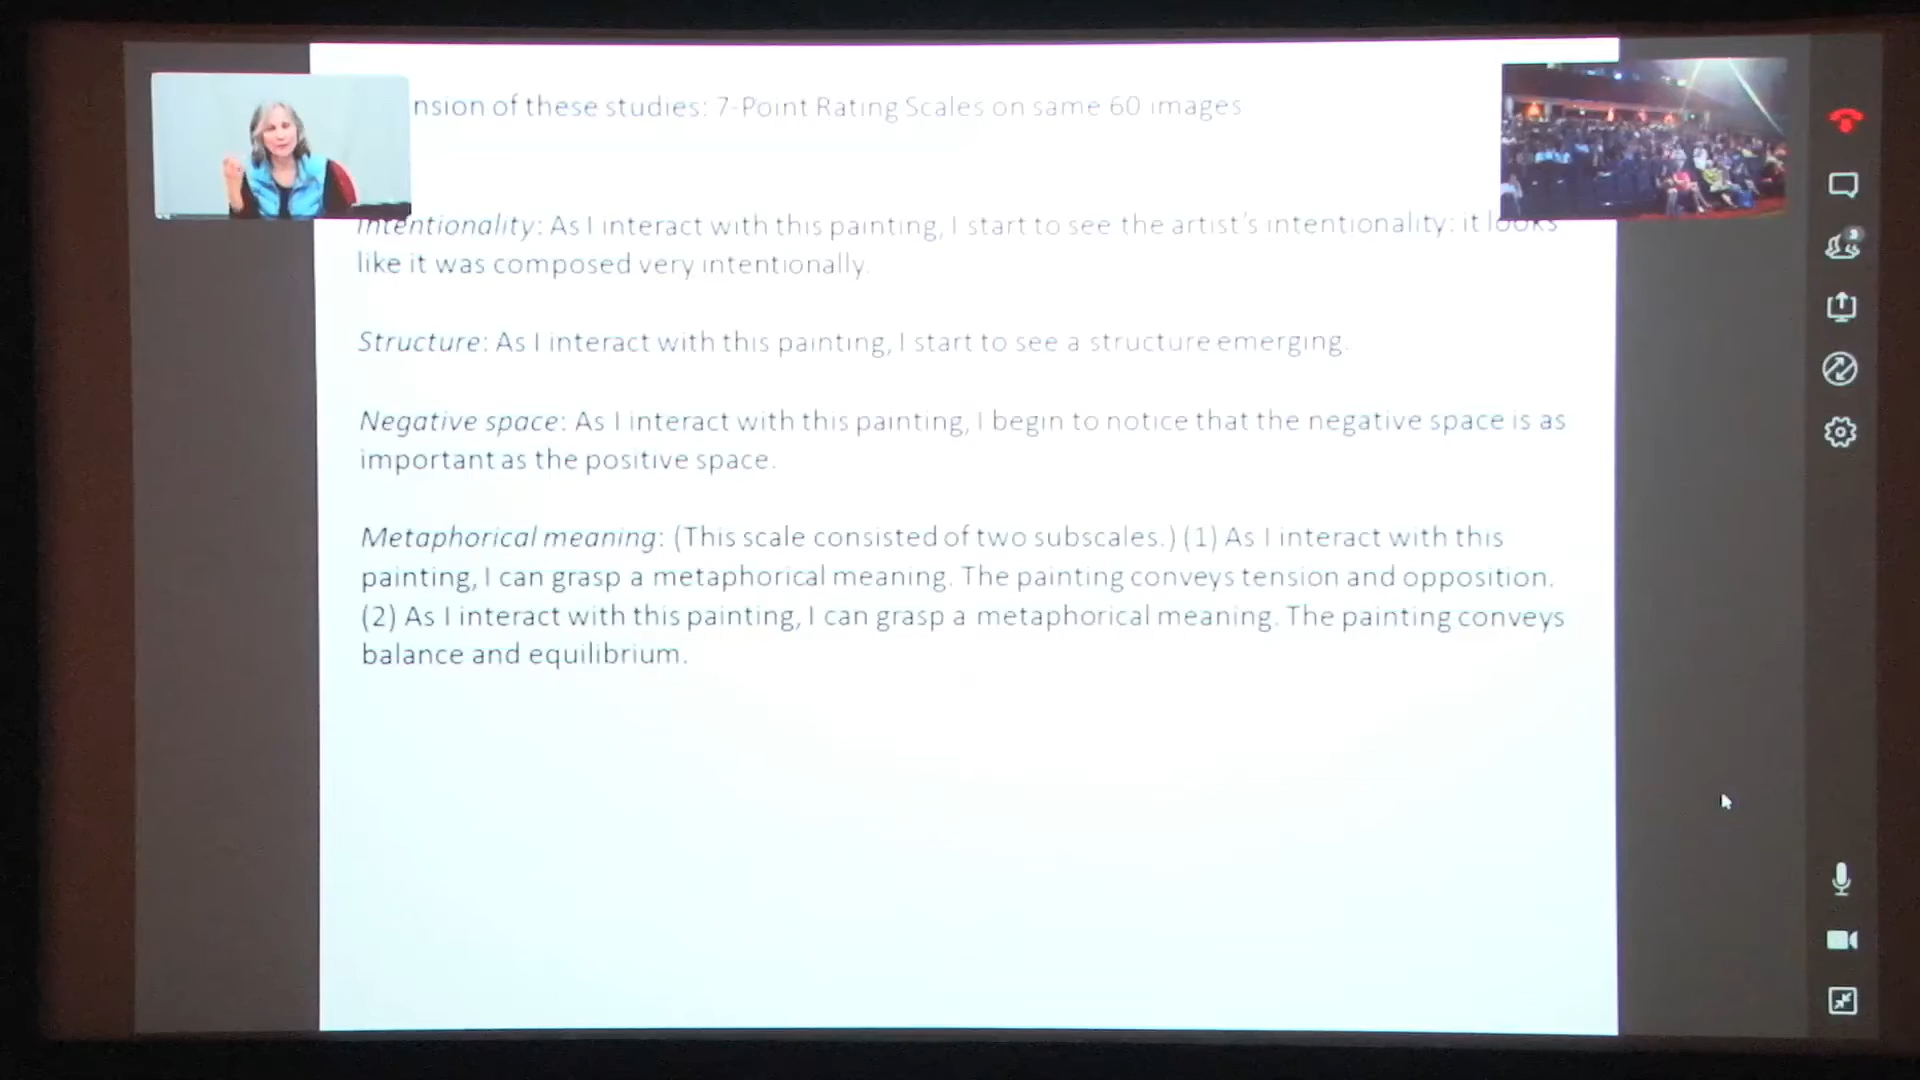 nsion of these studies: 7-Point Rating Scales on same 60 images
Intentionality: As I interact with this painting, I start to see the artist's intentionality: it looks
like it was composed very intentionally.
Structure: As I interact with this painting, I start to see a structure emerging.
Negative space: As I interact with this painting, I begin to notice that the negative space is as
important as the positive space.
Metaphorical meaning: (This scale consisted of two subscales.) (1) As I interact with this
painting, I can grasp a metaphorical meaning. The painting conveys tension and opposition.
(2) As I interact with this painting, I can grasp a metaphorical meaning. The painting conveys
balance and equilibrium.
3